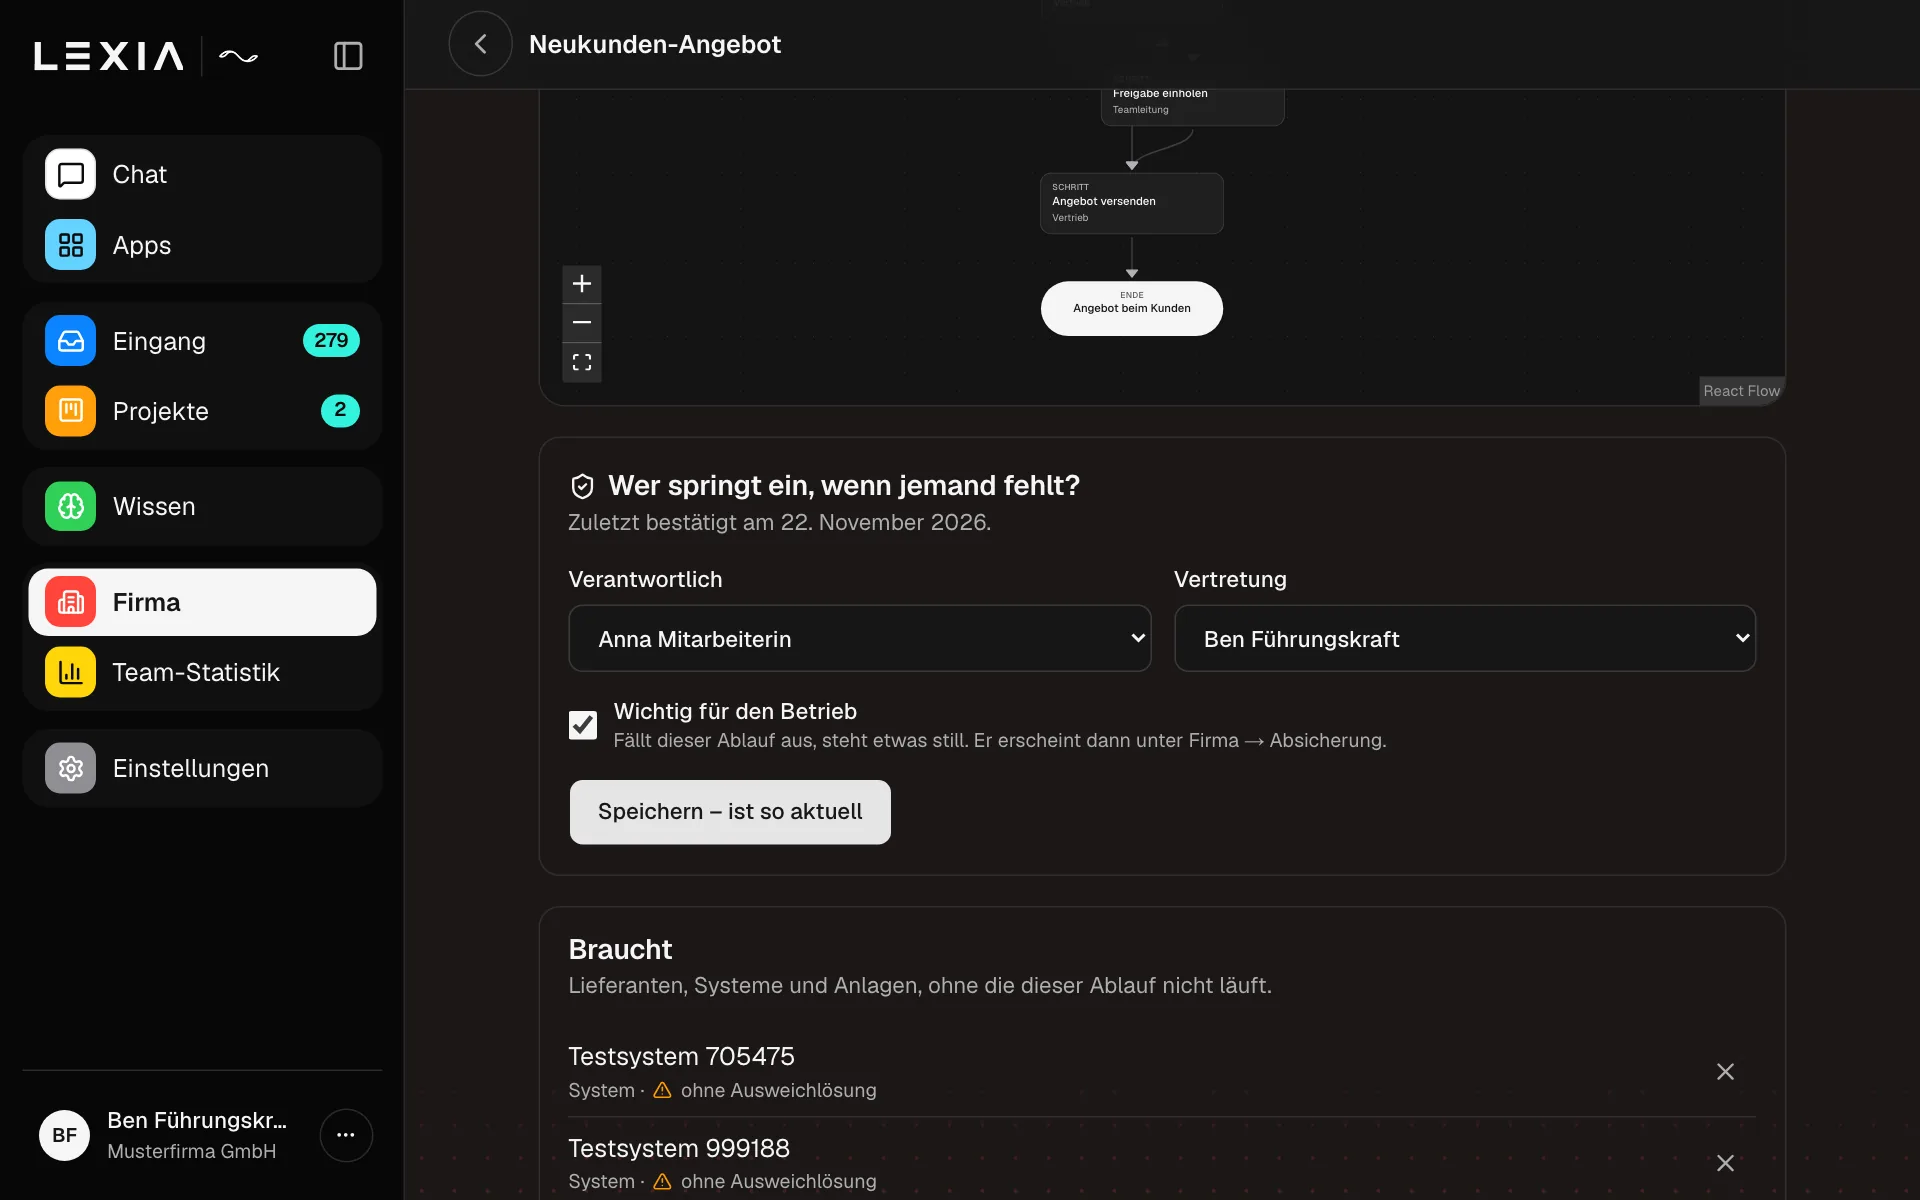 LEXIA
Chat
Apps
Eingang
279
Projekte
2
Wissen
Firma
Team-Statistik
Einstellungen
BF
Ben Führungskr...
Musterfirma GmbH
Neukunden-Angebot
Freigabe einholen
Teamleitung
SCHRITT
Angebot versenden
Vertrieb
ENDE
Angebot beim Kunden
React Flow
Wer springt ein, wenn jemand fehlt?
Zuletzt bestätigt am 22. November 2026.
Verantwortlich
Vertretung
Anna Mitarbeiterin
Ben Führungskraft
Wichtig für den Betrieb
Fällt dieser Ablauf aus, steht etwas still. Er erscheint dann unter Firma → Absicherung.
Speichern – ist so aktuell
Braucht
Lieferanten, Systeme und Anlagen, ohne die dieser Ablauf nicht läuft.
Testsystem 705475
System · ⚠ ohne Ausweichlösung
Testsystem 999188
System · ⚠ ohne Ausweichlösung